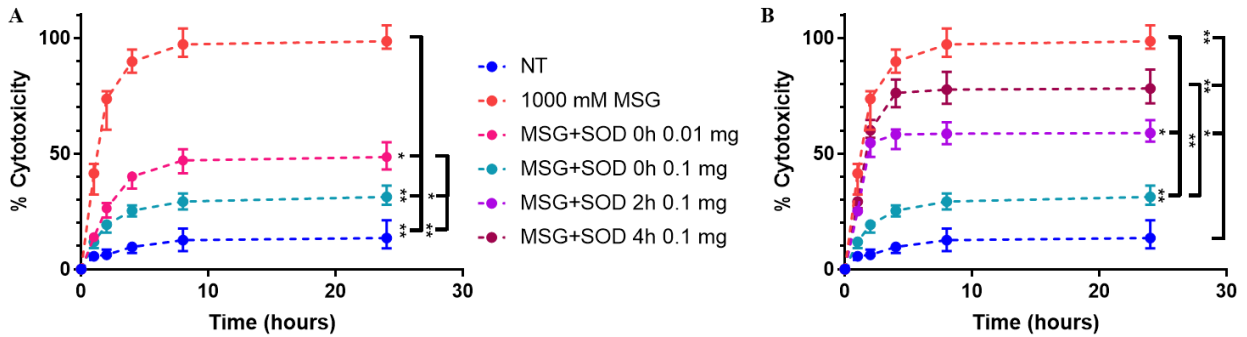 A
% Cytotoxicity
100
50
0
0
10
20
30
Time (hours)
*
**
**
*
**
NT
1000 mM MSG
MSG+SOD 0h 0.01 mg
MSG+SOD 0h 0.1 mg
MSG+SOD 2h 0.1 mg
MSG+SOD 4h 0.1 mg
B
% Cytotoxicity
100
50
0
0
10
20
30
Time (hours)
*
**
**
**
**
*